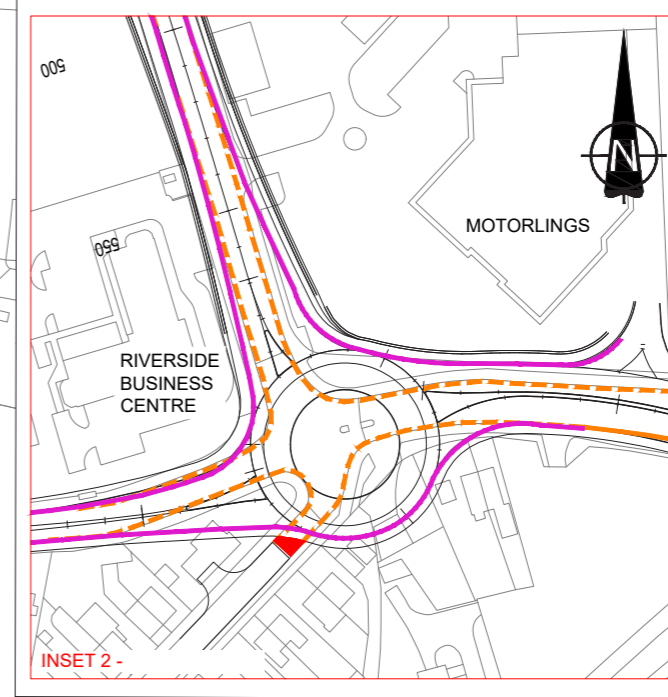 500
N
MOTORLINGS
550
RIVERSIDE
BUSINESS
CENTRE
INSET 2 -